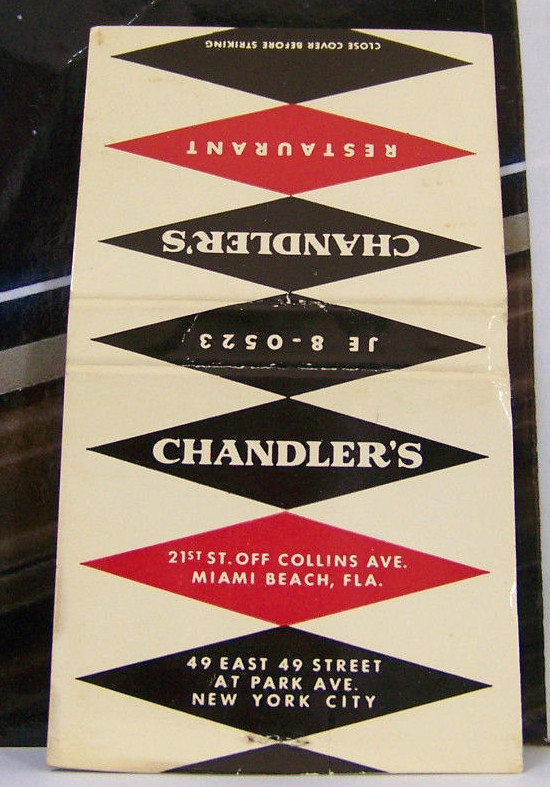 CLOSE COVER BEFORE STRIKING
RESTAURANT
CHANDLER'S
JE 8-0523
CHANDLER'S
21ST ST. OFF COLLINS AVE.
MIAMI BEACH, FLA.
49 EAST 49 STREET
AT PARK AVE.
NEW YORK CITY